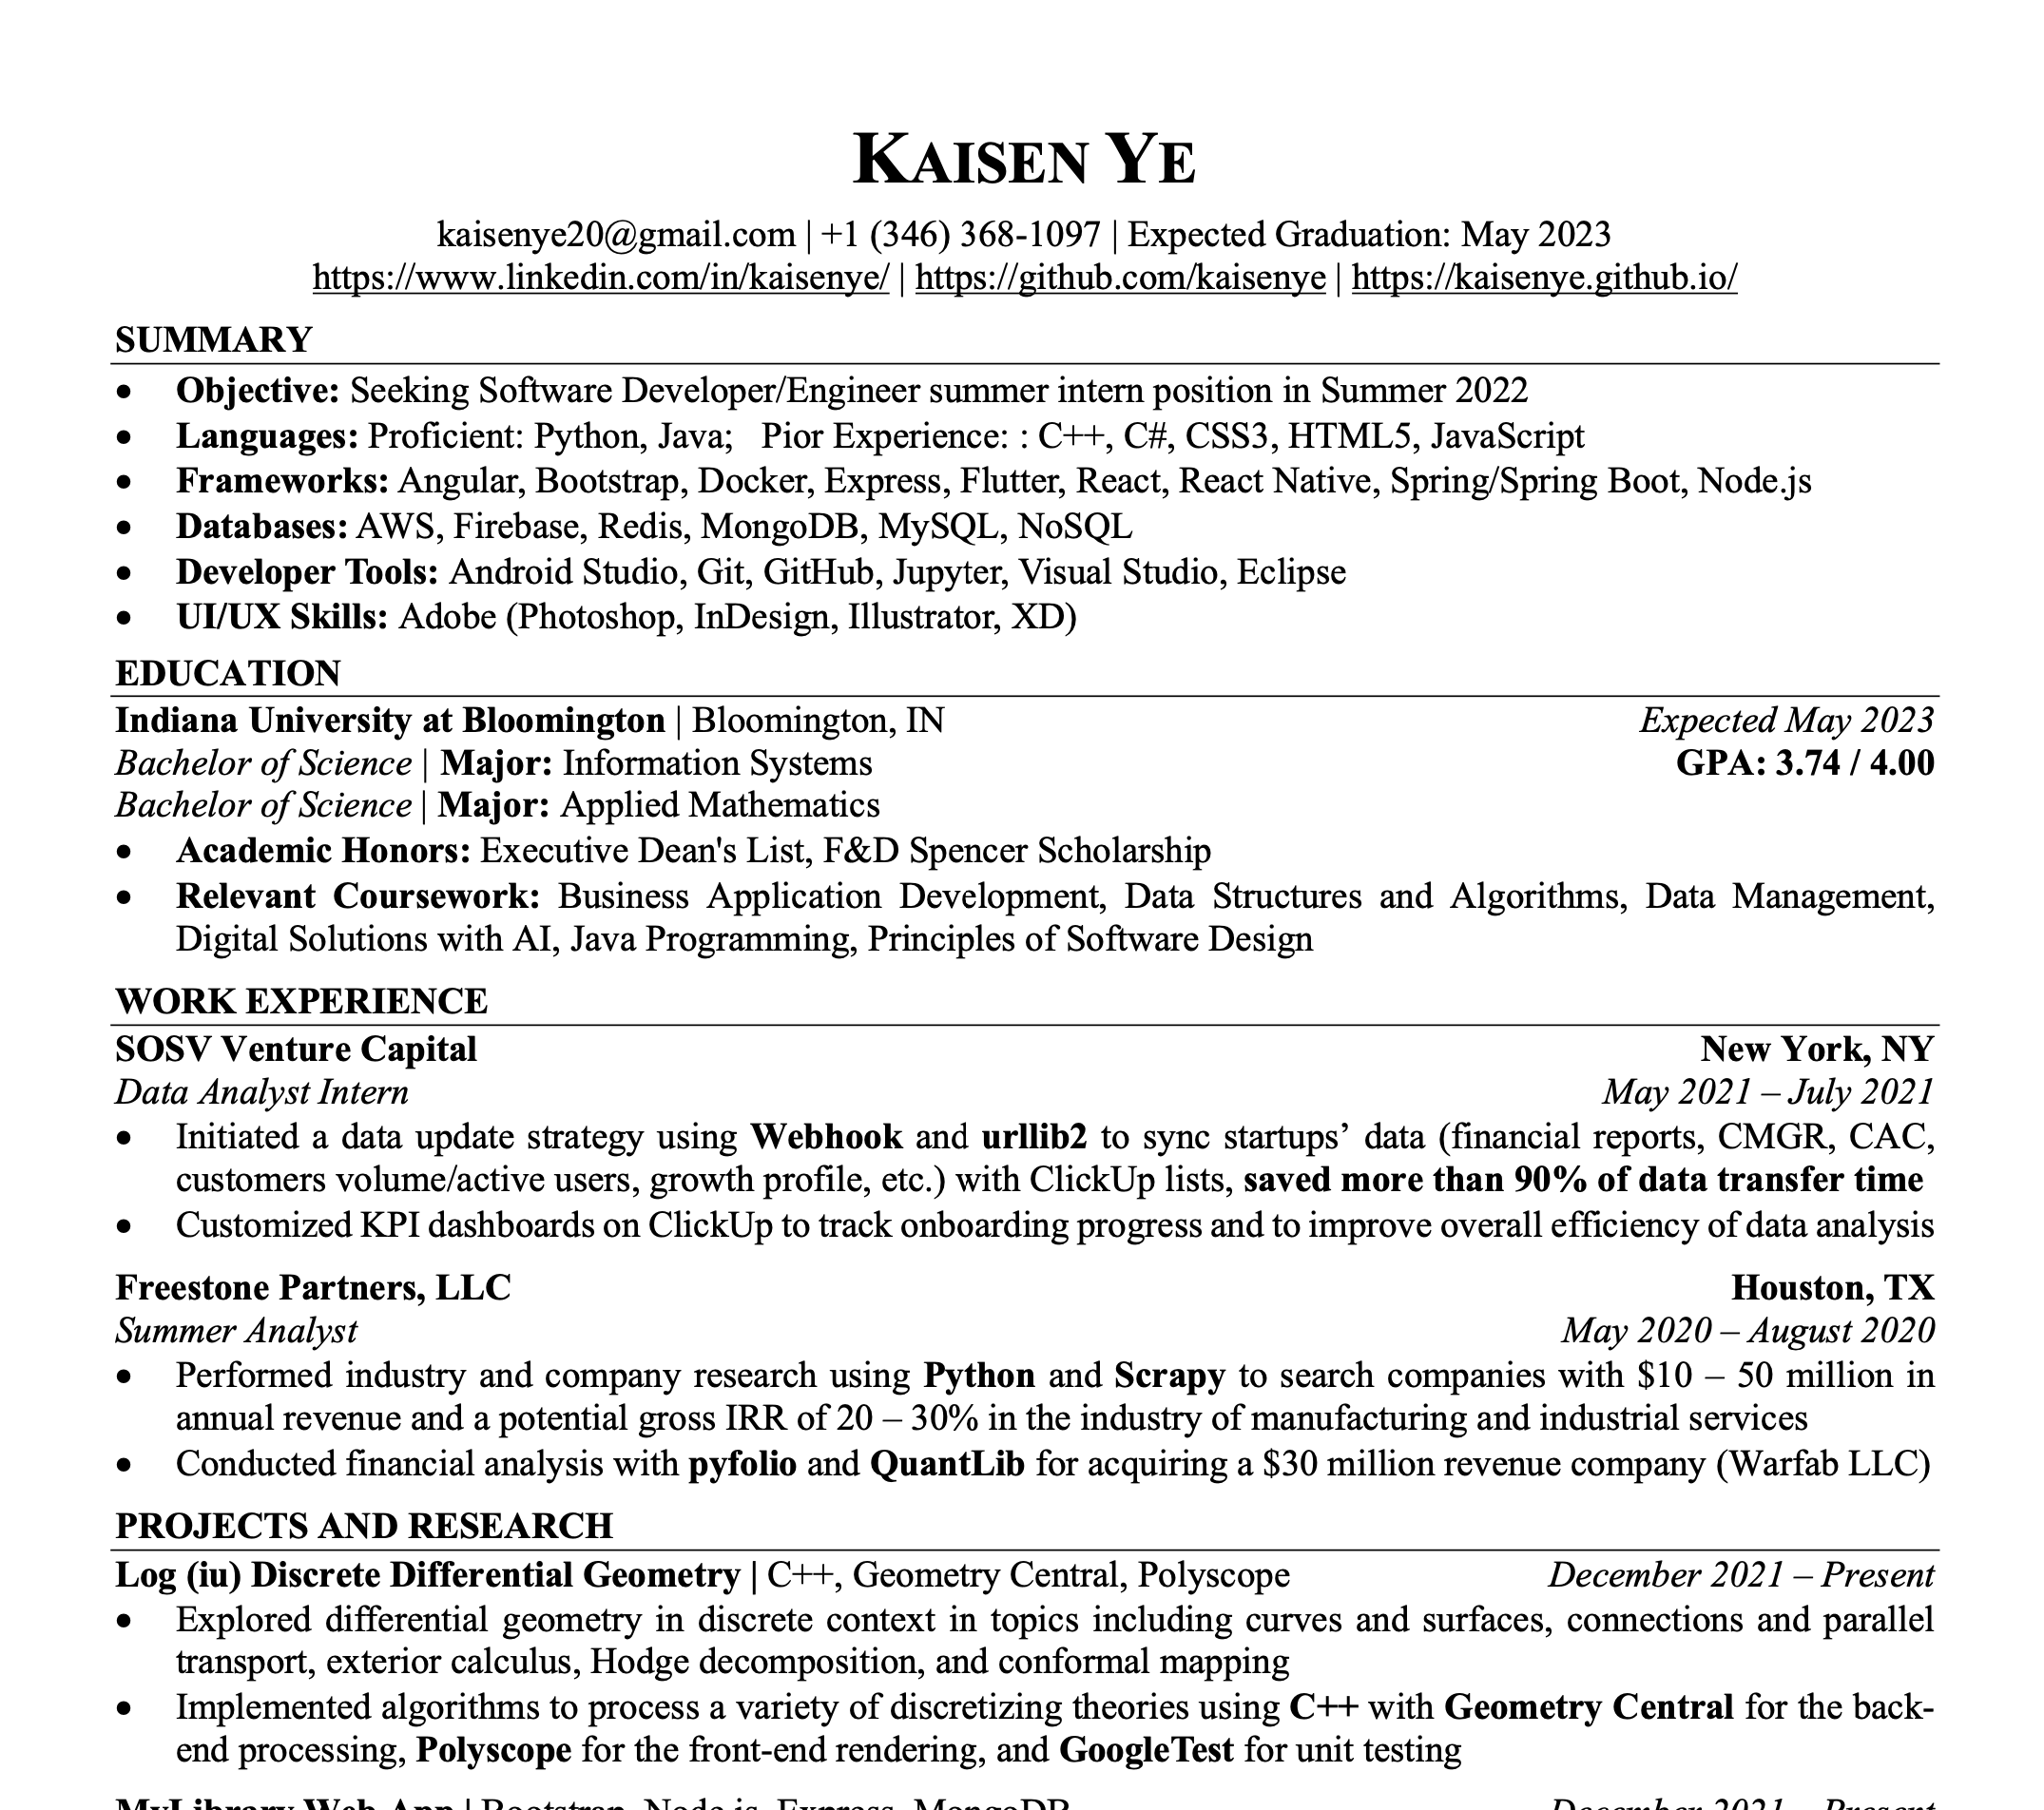 KAISEN YE
kaisenye20@gmail.com | +1 (346) 368-1097 | Expected Graduation: May 2023
https://www.linkedin.com/in/kaisenye/ | https://github.com/kaisenye | https://kaisenye.github.io/
SUMMARY
• Objective: Seeking Software Developer/Engineer summer intern position in Summer 2022
• Languages: Proficient: Python, Java;   Pior Experience: : C++, C#, CSS3, HTML5, JavaScript
• Frameworks: Angular, Bootstrap, Docker, Express, Flutter, React, React Native, Spring/Spring Boot, Node.js
• Databases: AWS, Firebase, Redis, MongoDB, MySQL, NoSQL
• Developer Tools: Android Studio, Git, GitHub, Jupyter, Visual Studio, Eclipse
• UI/UX Skills: Adobe (Photoshop, InDesign, Illustrator, XD)
EDUCATION
Indiana University at Bloomington | Bloomington, IN Expected May 2023
Bachelor of Science | Major: Information Systems GPA: 3.74 / 4.00
Bachelor of Science | Major: Applied Mathematics
• Academic Honors: Executive Dean's List, F&D Spencer Scholarship
• Relevant Coursework: Business Application Development, Data Structures and Algorithms, Data Management,
Digital Solutions with AI, Java Programming, Principles of Software Design
WORK EXPERIENCE
SOSV Venture Capital New York, NY
Data Analyst Intern May 2021 – July 2021
• Initiated a data update strategy using Webhook and urllib2 to sync startups’ data (financial reports, CMGR, CAC,
customers volume/active users, growth profile, etc.) with ClickUp lists, saved more than 90% of data transfer time
• Customized KPI dashboards on ClickUp to track onboarding progress and to improve overall efficiency of data analysis
Freestone Partners, LLC Houston, TX
Summer Analyst May 2020 – August 2020
• Performed industry and company research using Python and Scrapy to search companies with $10 – 50 million in
annual revenue and a potential gross IRR of 20 – 30% in the industry of manufacturing and industrial services
• Conducted financial analysis with pyfolio and QuantLib for acquiring a $30 million revenue company (Warfab LLC)
PROJECTS AND RESEARCH
Log (iu) Discrete Differential Geometry | C++, Geometry Central, Polyscope December 2021 – Present
• Explored differential geometry in discrete context in topics including curves and surfaces, connections and parallel
transport, exterior calculus, Hodge decomposition, and conformal mapping
• Implemented algorithms to process a variety of discretizing theories using C++ with Geometry Central for the back-
end processing, Polyscope for the front-end rendering, and GoogleTest for unit testing
MyLibrary Web App | Bootstrap, Node.js, Express, MongoDB December 2021 – Present